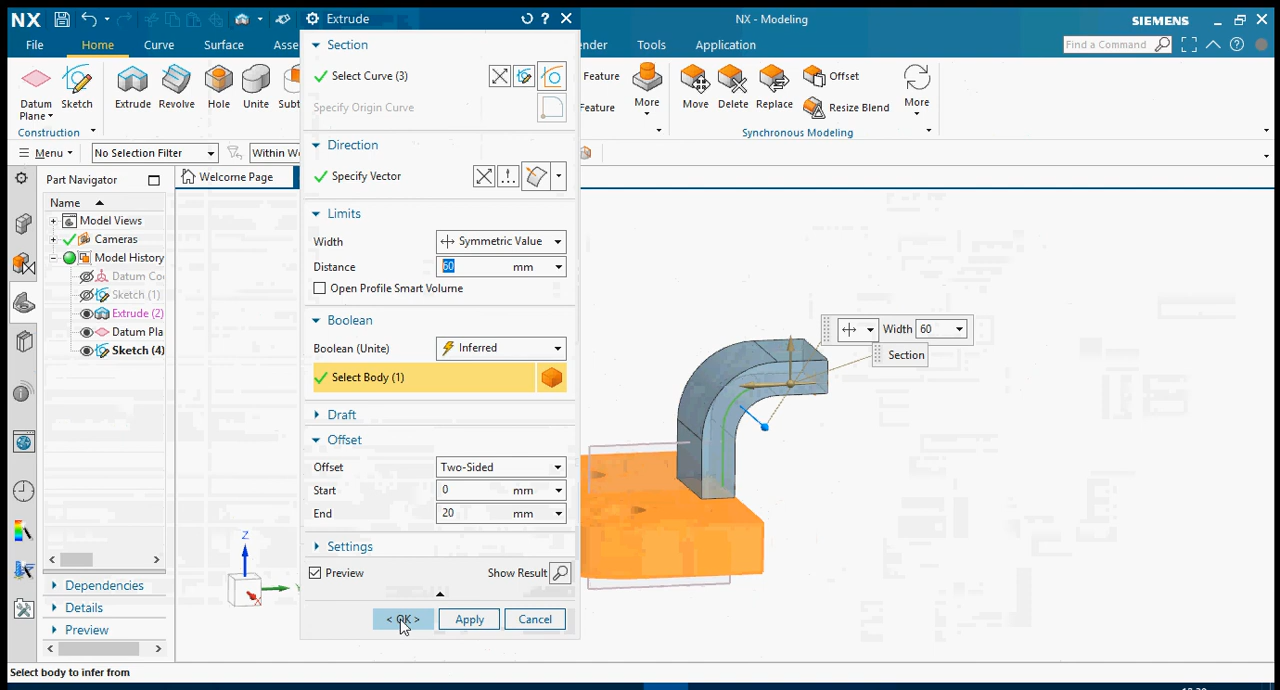 NX
Extrude
NX - Modeling
SIEMENS
File
Home
Curve
Surface
Asse
ender
Tools
Application
Find a Command
Datum
Plane
Sketch
Extrude
Revolve
Hole
Unite
Subt
Feature
Feature
More
Move
Delete
Replace
Offset
Resize Blend
More
Construction
Synchronous Modeling
Menu
No Selection Filter
Within Wo
Part Navigator
Welcome Page
Name
Model Views
Cameras
Model History
Datum Co
Sketch (1)
Extrude (2)
Datum Pla
Sketch (4)
Dependencies
Details
Preview
Section
Select Curve (3)
Specify Origin Curve
Direction
Specify Vector
Limits
Width
Symmetric Value
Distance
60
mm
Open Profile Smart Volume
Boolean
Boolean (Unite)
Inferred
Select Body (1)
Draft
Offset
Offset
Two-Sided
Start
0
mm
End
20
mm
Settings
Preview
Show Result
< OK >
Apply
Cancel
Width
60
Section
Z
X
Select body to infer from